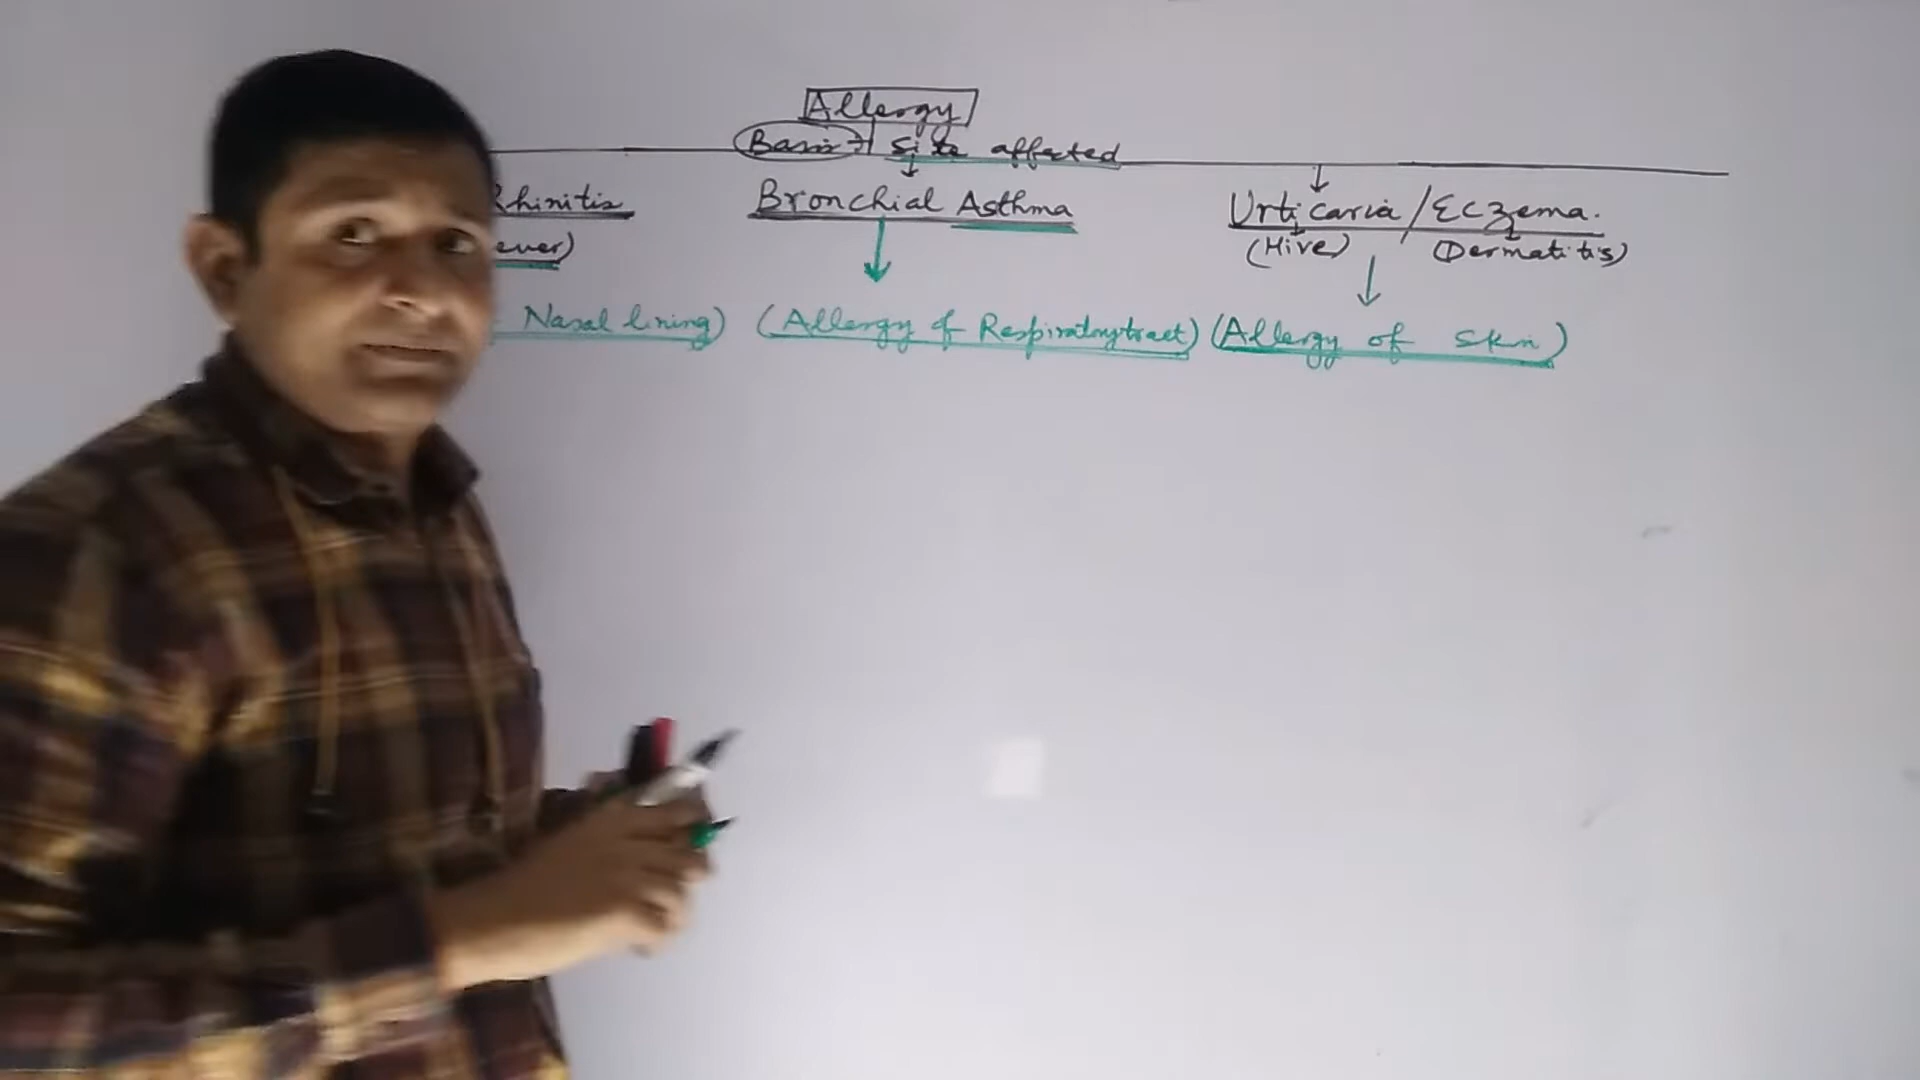 Allergy
Basis → Site affected
Rhinitis Bronchial Asthma Urticaria / Eczema.
ever) (Hive) (Dermatitis)
Nasal lining) (Allergy of Respiratory tract) (Allergy of Skin)